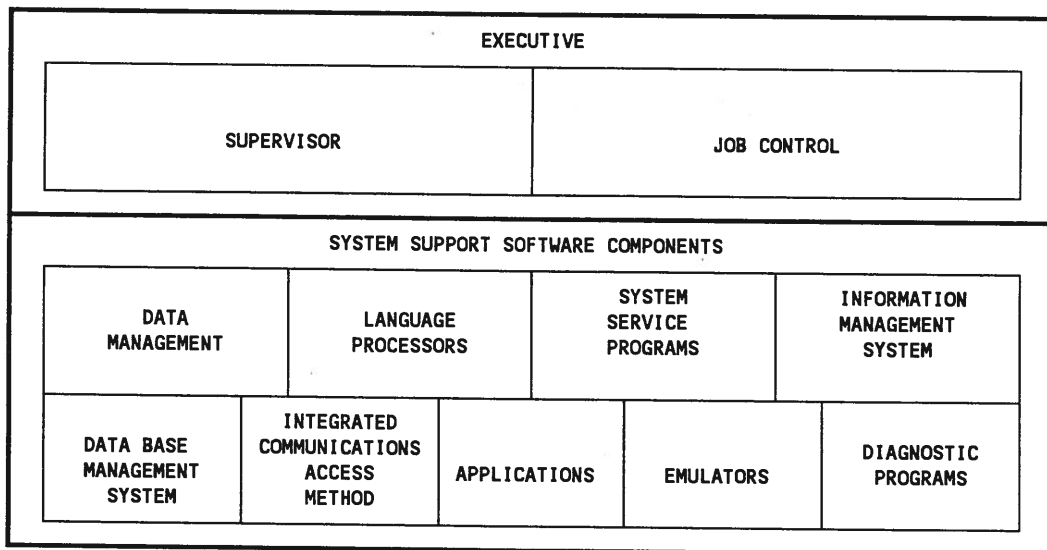 EXECUTIVE
SUPERVISOR
JOB CONTROL
SYSTEM SUPPORT SOFTWARE COMPONENTS
DATA
MANAGEMENT
LANGUAGE
PROCESSORS
SYSTEM
SERVICE
PROGRAMS
INFORMATION
MANAGEMENT
SYSTEM
DATA BASE
MANAGEMENT
SYSTEM
INTEGRATED
COMMUNICATIONS
ACCESS
METHOD
APPLICATIONS
EMULATORS
DIAGNOSTIC
PROGRAMS